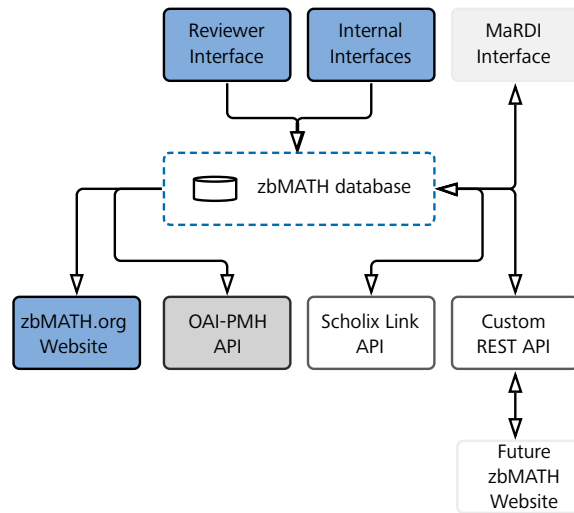 Reviewer
Interface
Internal
Interfaces
MaRDI
Interface
zbMATH database
zbMATH.org
Website
OAI-PMH
API
Scholix Link
API
Custom
REST API
Future
zbMATH
Website